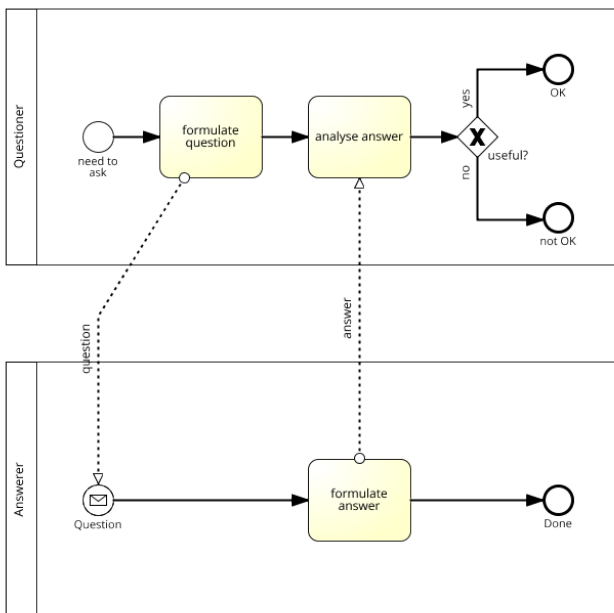 Questioner
need to
ask
formulate
question
analyse answer
yes
no
useful?
OK
not OK
question
answer
Answerer
Question
formulate
answer
Done